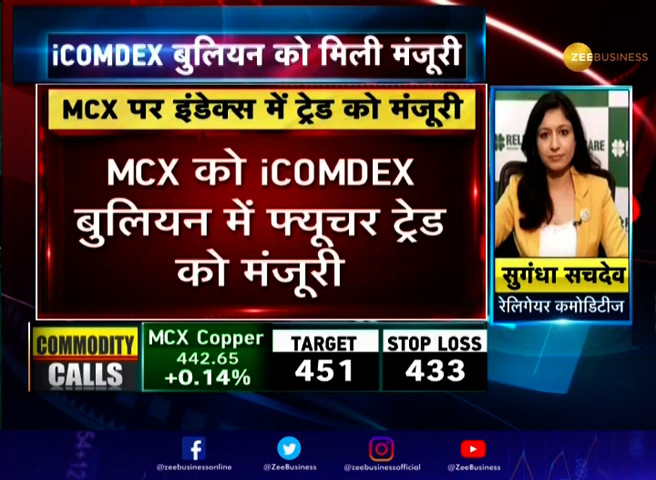 iCOMDEX बुलियन को मिली मंजूरी
ZEEBUSINESS
MCX पर इंडेक्स में ट्रेड को मंजूरी
MCX को iCOMDEX
बुलियन में फ्यूचर ट्रेड
को मंजूरी
सुगंधा सचदेव
रेलिगेयर कमोडिटीज
COMMODITY
CALLS
MCX Copper
442.65
+0.14%
TARGET
451
STOP LOSS
433
@zeebusinessonline
@ZeeBusiness
@zeebusinessofficial
@ZeeBusiness